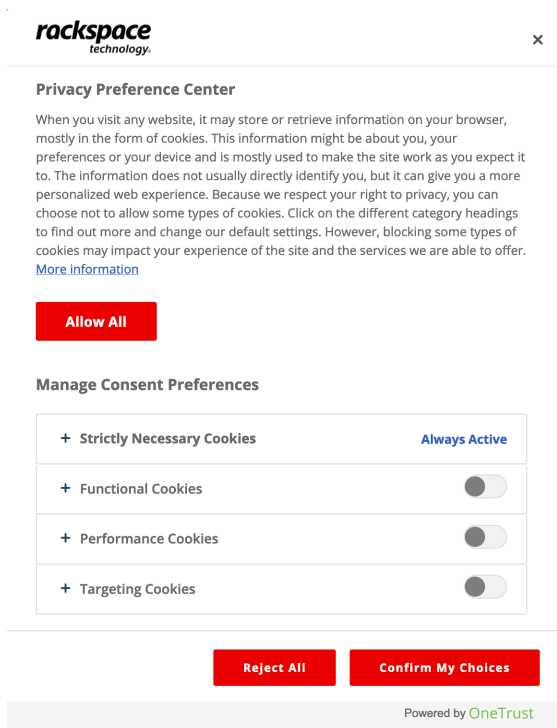 rackspace
technology.
×
Privacy Preference Center
When you visit any website, it may store or retrieve information on your browser,
mostly in the form of cookies. This information might be about you, your
preferences or your device and is mostly used to make the site work as you expect it
to. The information does not usually directly identify you, but it can give you a more
personalized web experience. Because we respect your right to privacy, you can
choose not to allow some types of cookies. Click on the different category headings
to find out more and change our default settings. However, blocking some types of
cookies may impact your experience of the site and the services we are able to offer.
More information
Allow All
Manage Consent Preferences
+ Strictly Necessary Cookies Always Active
+ Functional Cookies
+ Performance Cookies
+ Targeting Cookies
Reject All Confirm My Choices
Powered by OneTrust